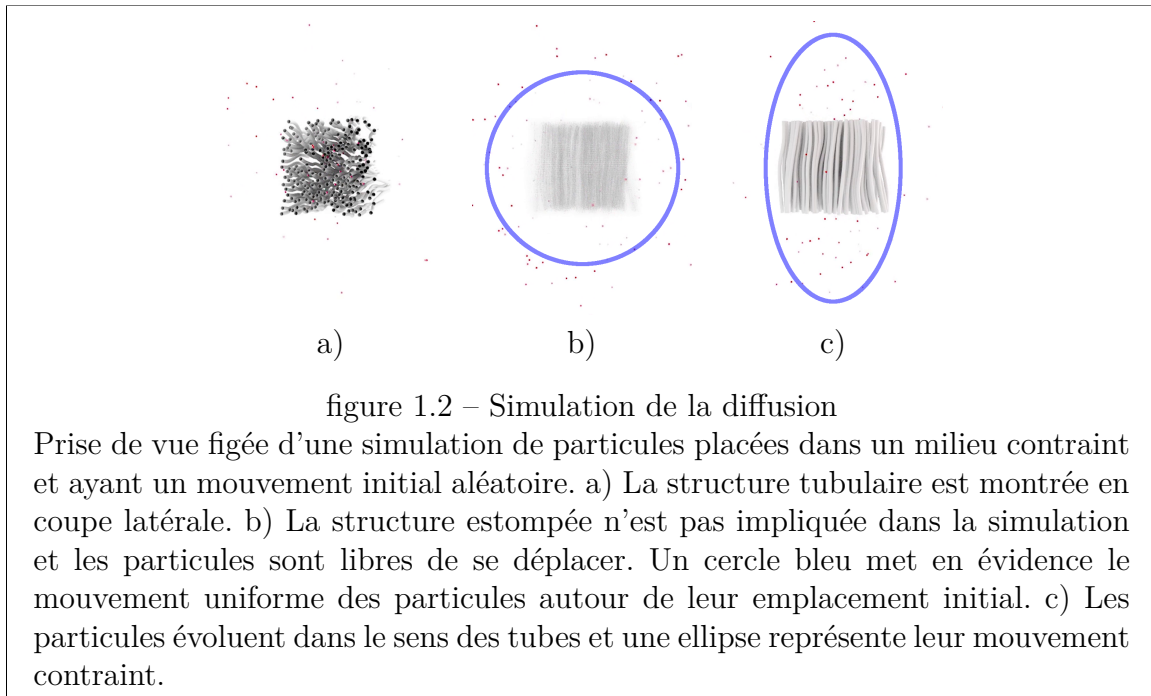 a)
b)
c)
figure 1.2 – Simulation de la diffusion
Prise de vue figée d'une simulation de particules placées dans un milieu contraint
et ayant un mouvement initial aléatoire. a) La structure tubulaire est montrée en
coupe latérale. b) La structure estompée n'est pas impliquée dans la simulation
et les particules sont libres de se déplacer. Un cercle bleu met en évidence le
mouvement uniforme des particules autour de leur emplacement initial. c) Les
particules évoluent dans le sens des tubes et une ellipse représente leur mouvement
contraint.